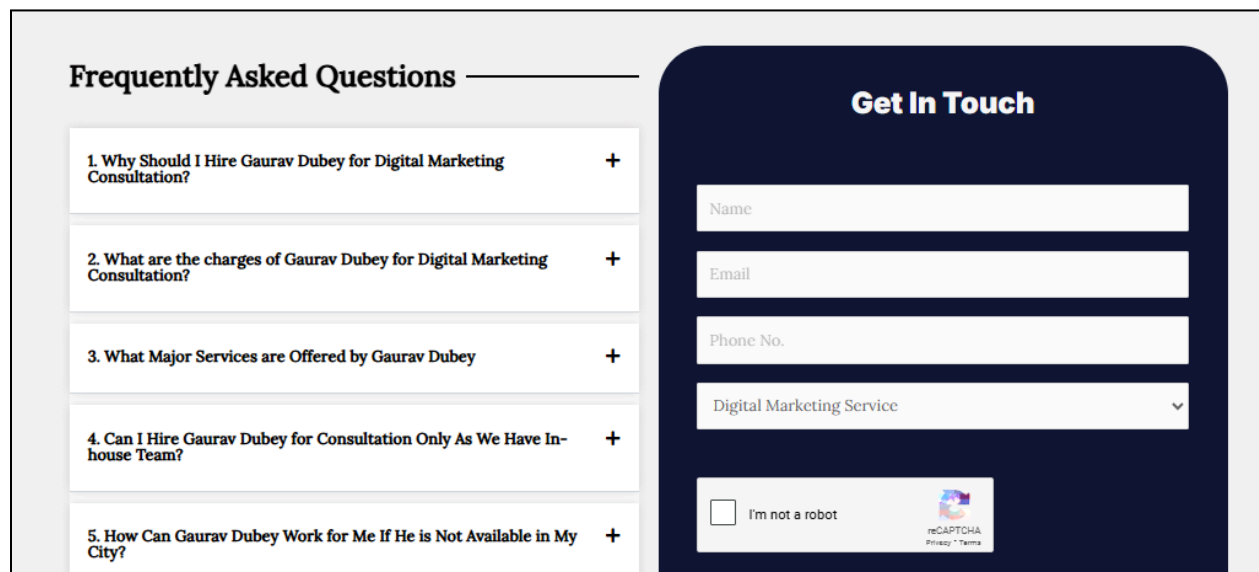 Frequently Asked Questions
1. Why Should I Hire Gaurav Dubey for Digital Marketing
Consultation?
2. What are the charges of Gaurav Dubey for Digital Marketing
Consultation?
3. What Major Services are Offered by Gaurav Dubey
4. Can I Hire Gaurav Dubey for Consultation Only As We Have In-
house Team?
5. How Can Gaurav Dubey Work for Me If He is Not Available in My
City?
Get In Touch
Name
Email
Phone No.
Digital Marketing Service
I'm not a robot
reCAPTCHA
Privacy - Terms